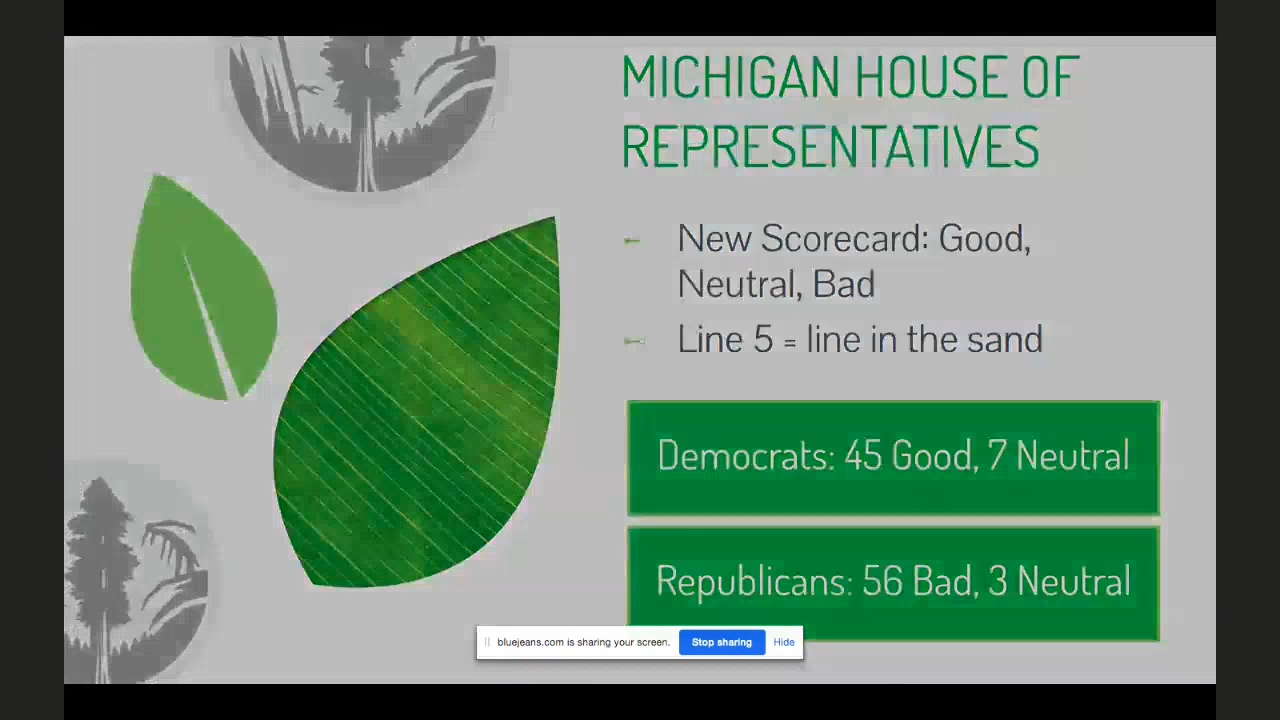 MICHIGAN HOUSE OF
REPRESENTATIVES
New Scorecard: Good,
Neutral, Bad
Line 5 = line in the sand
Democrats: 45 Good, 7 Neutral
Republicans: 56 Bad, 3 Neutral
bluejeans.com is sharing your screen. Stop sharing Hide